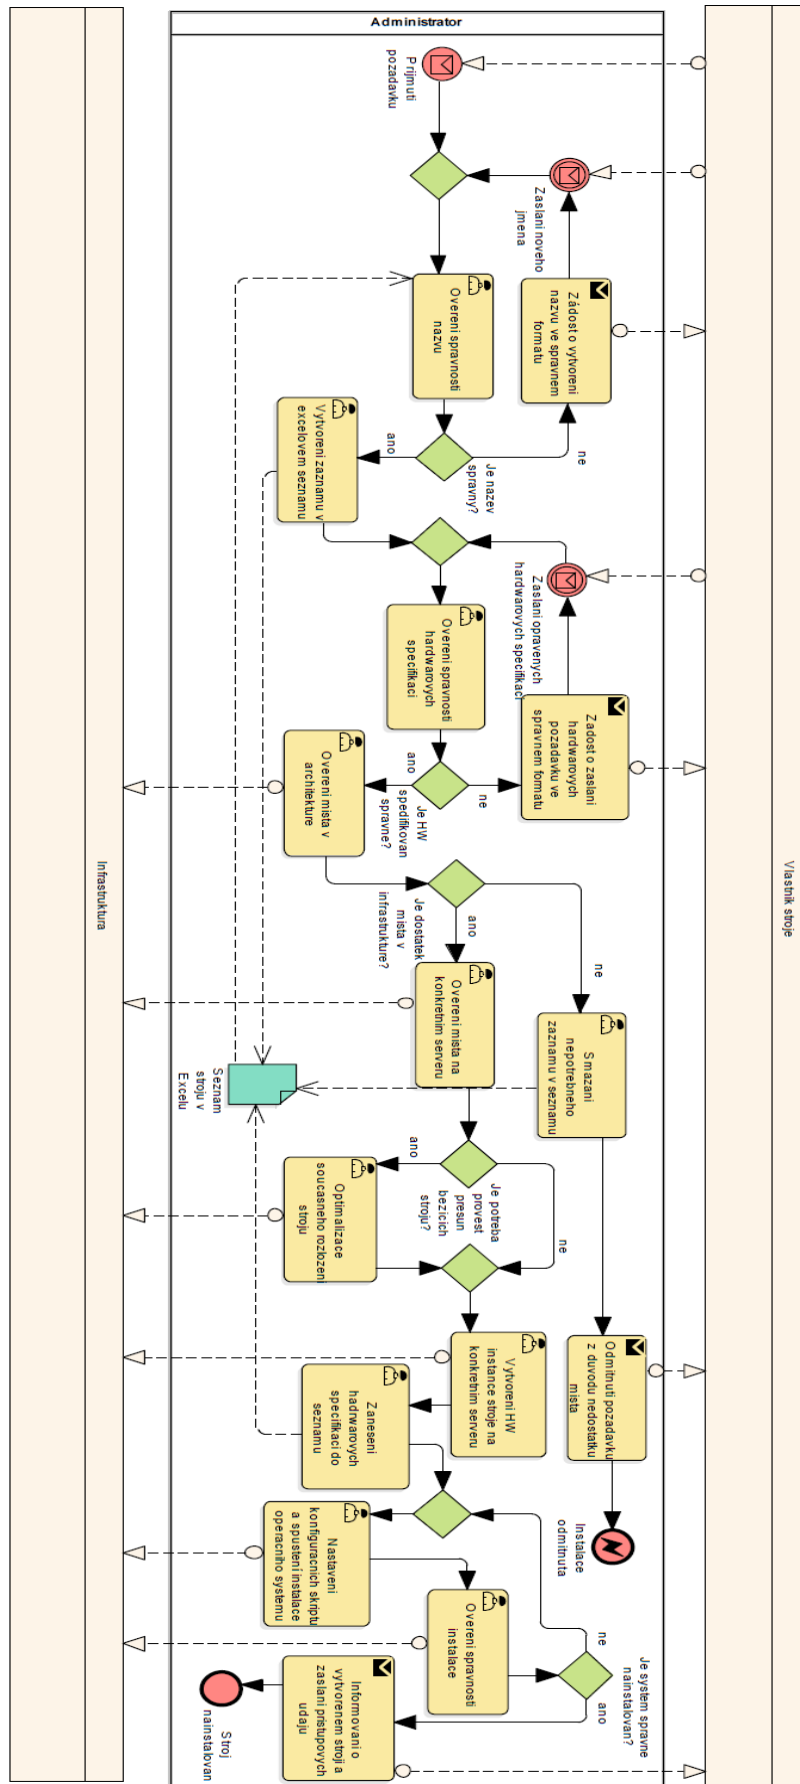 Administrator
Prijmuti
pozadavku
Zaslani noveho
jmena
Zádost o vytvoreni
nazvu ve spravnem
formatu
Overeni spravnosti
nazvu
Je nazev
spravny?
ne
ano
Vytvoreni zaznamu v
excelovem seznamu
Zaslani opravenych
hardwarovych specifikaci
Overeni spravnosti
hardwarovych
specifikaci
Zadost o zaslani
hardwarovych
pozadavku ve
spravnem formatu
ne
ano
Je HW
spedifikovan
spravne?
Overeni mista v
architekture
Vlastnik stroje
Infrastruktura
Je dostatek
mista v
infrastrukture?
ano
ne
Overeni mista na
konkretnim serveru
Smazani
nepotrebneho
zaznamu v seznamu
Seznam
stroju v
Excelu
Je potreba
provest
presun
bezicich
stroju?
ano
ne
Optimalizace
soucasneho rozlozeni
stroju
Vytvoreni HW
instance stroje na
konkretnim serveru
Odmitnuti pozadavku
z duvodu nedostatku
mista
Zaneseni
hadrwarovych
specifikaci do
seznamu
Instalace
odmitnuta
Nastaveni
konfiguracnich skriptu
a spusteni instalace
operacniho systemu
Overeni spravnosti
instalace
Je system spravne
nainstalovan?
ne
ano
Informovani o
vytvorenem stroji a
zaslani pristupovych
udaju
Stroj
nainstalovan